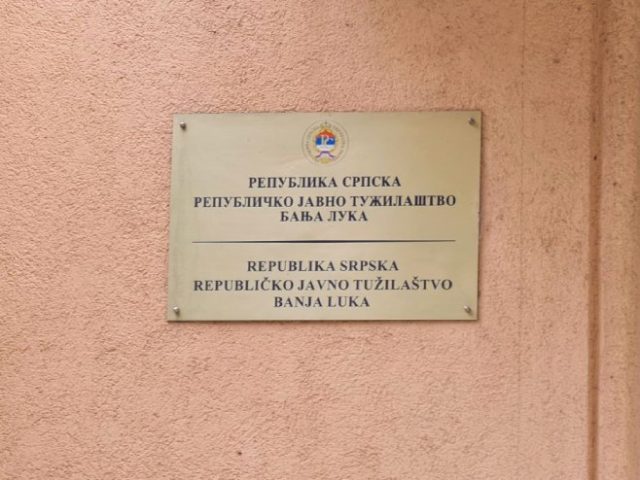 РЕПУБЛИКА СРПСКА
РЕПУБЛИЧКО ЈАВНО ТУЖИЛАШТВО
БАЊА ЛУКА
REPUBLIKA SRPSKA
REPUBLIČKO JAVNO TUŽILAŠTVO
BANJA LUKA